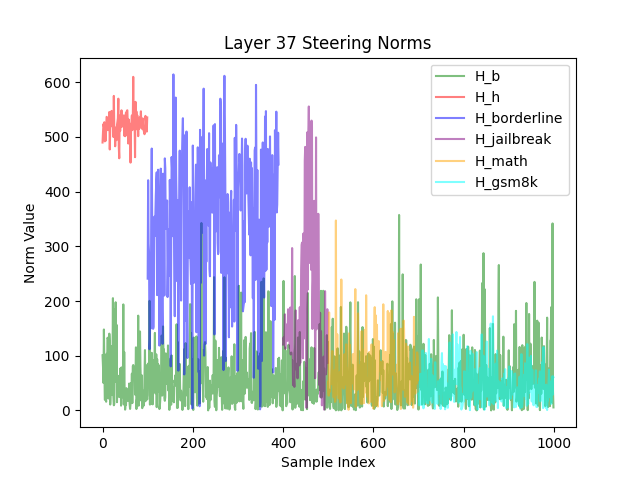 Layer 37 Steering Norms
Norm Value
600
500
400
300
200
100
0
H_b
H_h
H_borderline
H_jailbreak
H_math
H_gsm8k
0 200 400 600 800 1000
Sample Index